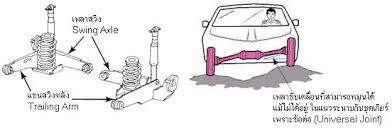 เพลาสวิง
Swing Axle
แขนสวิงหลัง
Trailing Arm
เพลาขับเคลื่อนที่สามารถหมุนได้
แม้ไม่ได้อยู่ ในแนวระนาบกับชุดเกียร์
เพราะข้อต่อ (Universal Joint)